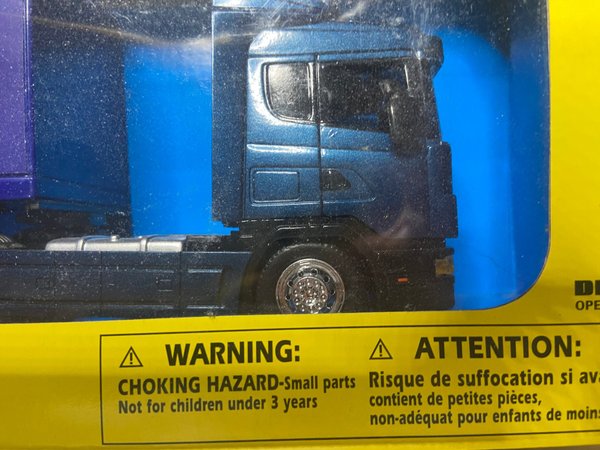 WARNING:
CHOKING HAZARD-Small parts
Not for children under 3 years
ATTENTION:
Risque de suffocation si
contient de petites pièces,
non-adéquat pour enfants de moins